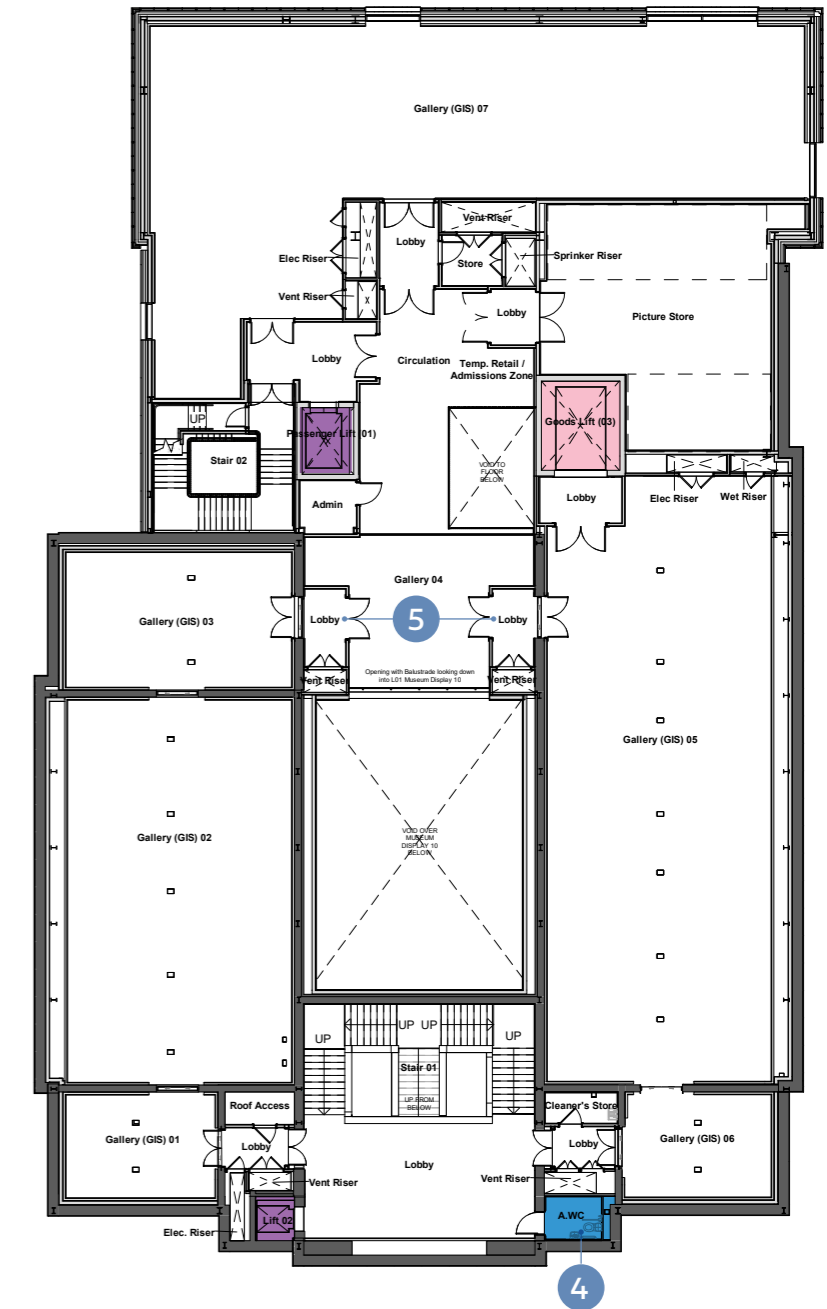 Gallery (GIS) 07
Vent Riser
Lobby
Elec Riser
Store
Sprinker Riser
Vent Riser
Lobby
Picture Store
Lobby
Circulation
Temp. Retail /
Admissions Zone
UP
Passenger Lift (01)
Goods Lift (03)
Stair 02
VOID TO
FLOOR
BELOW
Admin
Lobby
Elec Riser
Wet Riser
Gallery 04
Gallery (GIS) 03
Lobby
5
Lobby
Opening with Balustrade looking down
into L01 Museum Display 10
Vent Riser
Vent Riser
Gallery (GIS) 05
Gallery (GIS) 02
VOID OVER
MUSEUM
DISPLAY 10
BELOW
UP
UP
UP
UP
Stair 01
UP FROM
BELOW
Roof Access
Cleaner's Store
Gallery (GIS) 01
Lobby
Lobby
Lobby
Gallery (GIS) 06
Vent Riser
Vent Riser
Lift 02
A.WC
Elec. Riser
4